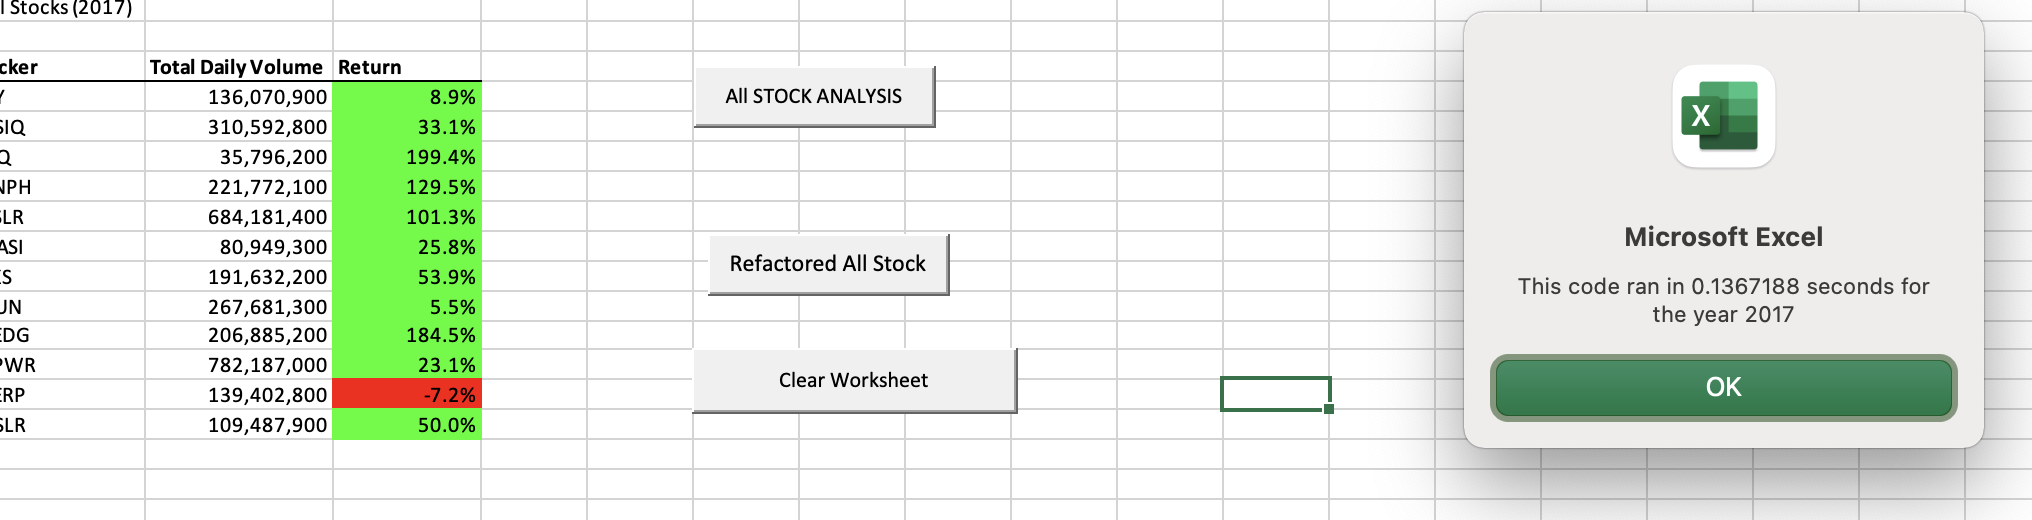 l Stocks (2017)
cker Total Daily Volume Return
Y 136,070,900 8.9%
SIQ 310,592,800 33.1%
Q 35,796,200 199.4%
NPH 221,772,100 129.5%
SLR 684,181,400 101.3%
ASI 80,949,300 25.8%
KS 191,632,200 53.9%
UN 267,681,300 5.5%
EDG 206,885,200 184.5%
PWR 782,187,000 23.1%
ERP 139,402,800 -7.2%
SLR 109,487,900 50.0%
All STOCK ANALYSIS
Refactored All Stock
Clear Worksheet
X
Microsoft Excel
This code ran in 0.1367188 seconds for
the year 2017
OK